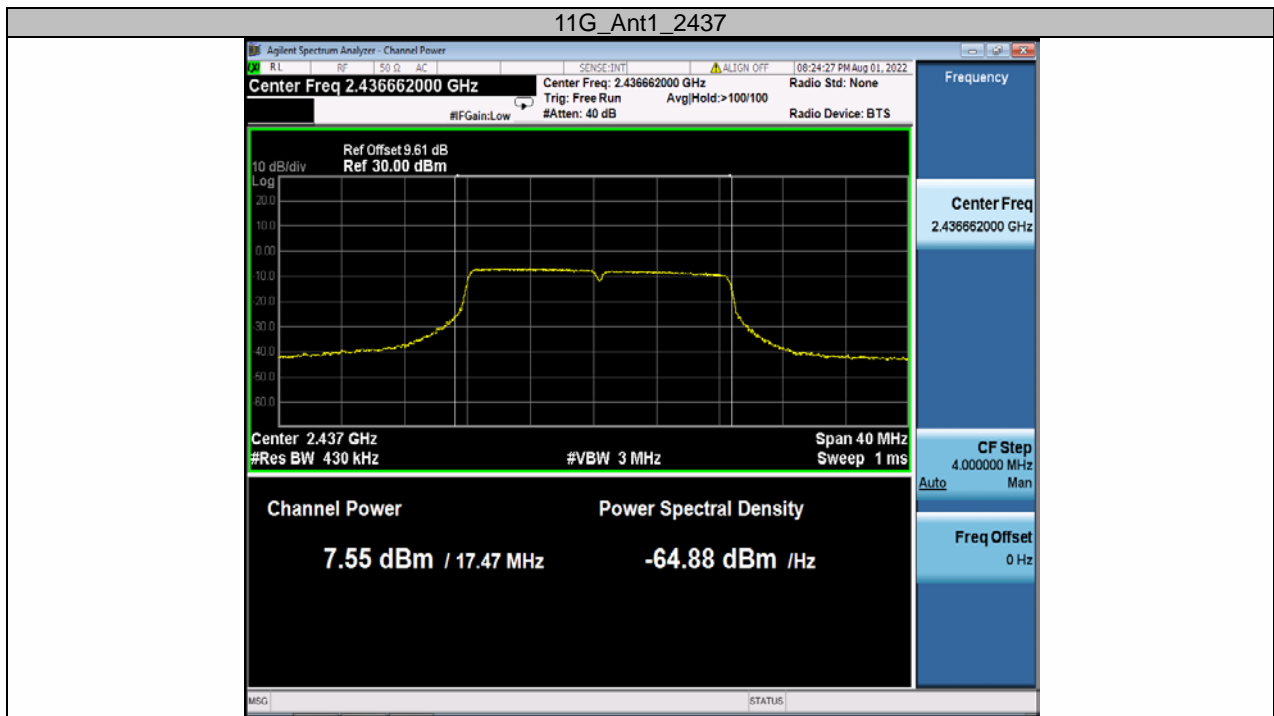 11G_Ant1_2437
Agilent Spectrum Analyzer - Channel Power
RL RF 50 Ω AC SENSE:INT ALIGN OFF 08:24:27 PM Aug 01, 2022
Center Freq 2.436662000 GHz
Center Freq: 2.436662000 GHz
Radio Std: None
Trig: Free Run
Avg|Hold:>100/100
#IFGain:Low
#Atten: 40 dB
Radio Device: BTS
Frequency
Ref Offset 9.61 dB
10 dB/div
Ref 30.00 dBm
Log
20.0
10.0
0.00
-10.0
-20.0
-30.0
-40.0
-50.0
-60.0
Center 2.437 GHz
Span 40 MHz
#Res BW 430 kHz
#VBW 3 MHz
Sweep 1 ms
Center Freq
2.436662000 GHz
CF Step
4.000000 MHz
Auto Man
Freq Offset
0 Hz
Channel Power
Power Spectral Density
7.55 dBm / 17.47 MHz
-64.88 dBm /Hz
MSG
STATUS